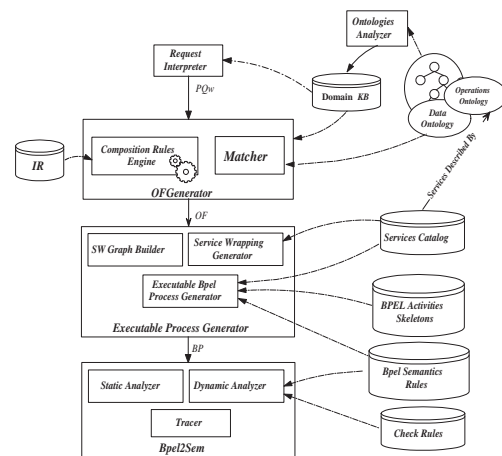 Ontologies
Analyzer
Request
Interpreter
Domain KB
Operations
Ontology
Data
Ontology
PQw
Services Described By
Composition Rules
Engine
Matcher
IR
OFGenerator
OF
SW Graph Builder
Service Wrapping
Generator
Services Catalog
Executable Bpel
Process Generator
BPEL Activities
Skeletons
Executable Process Generator
BP
Bpel Semantics
Rules
Static Analyzer
Dynamic Analyzer
Tracer
Check Rules
Bpel2Sem